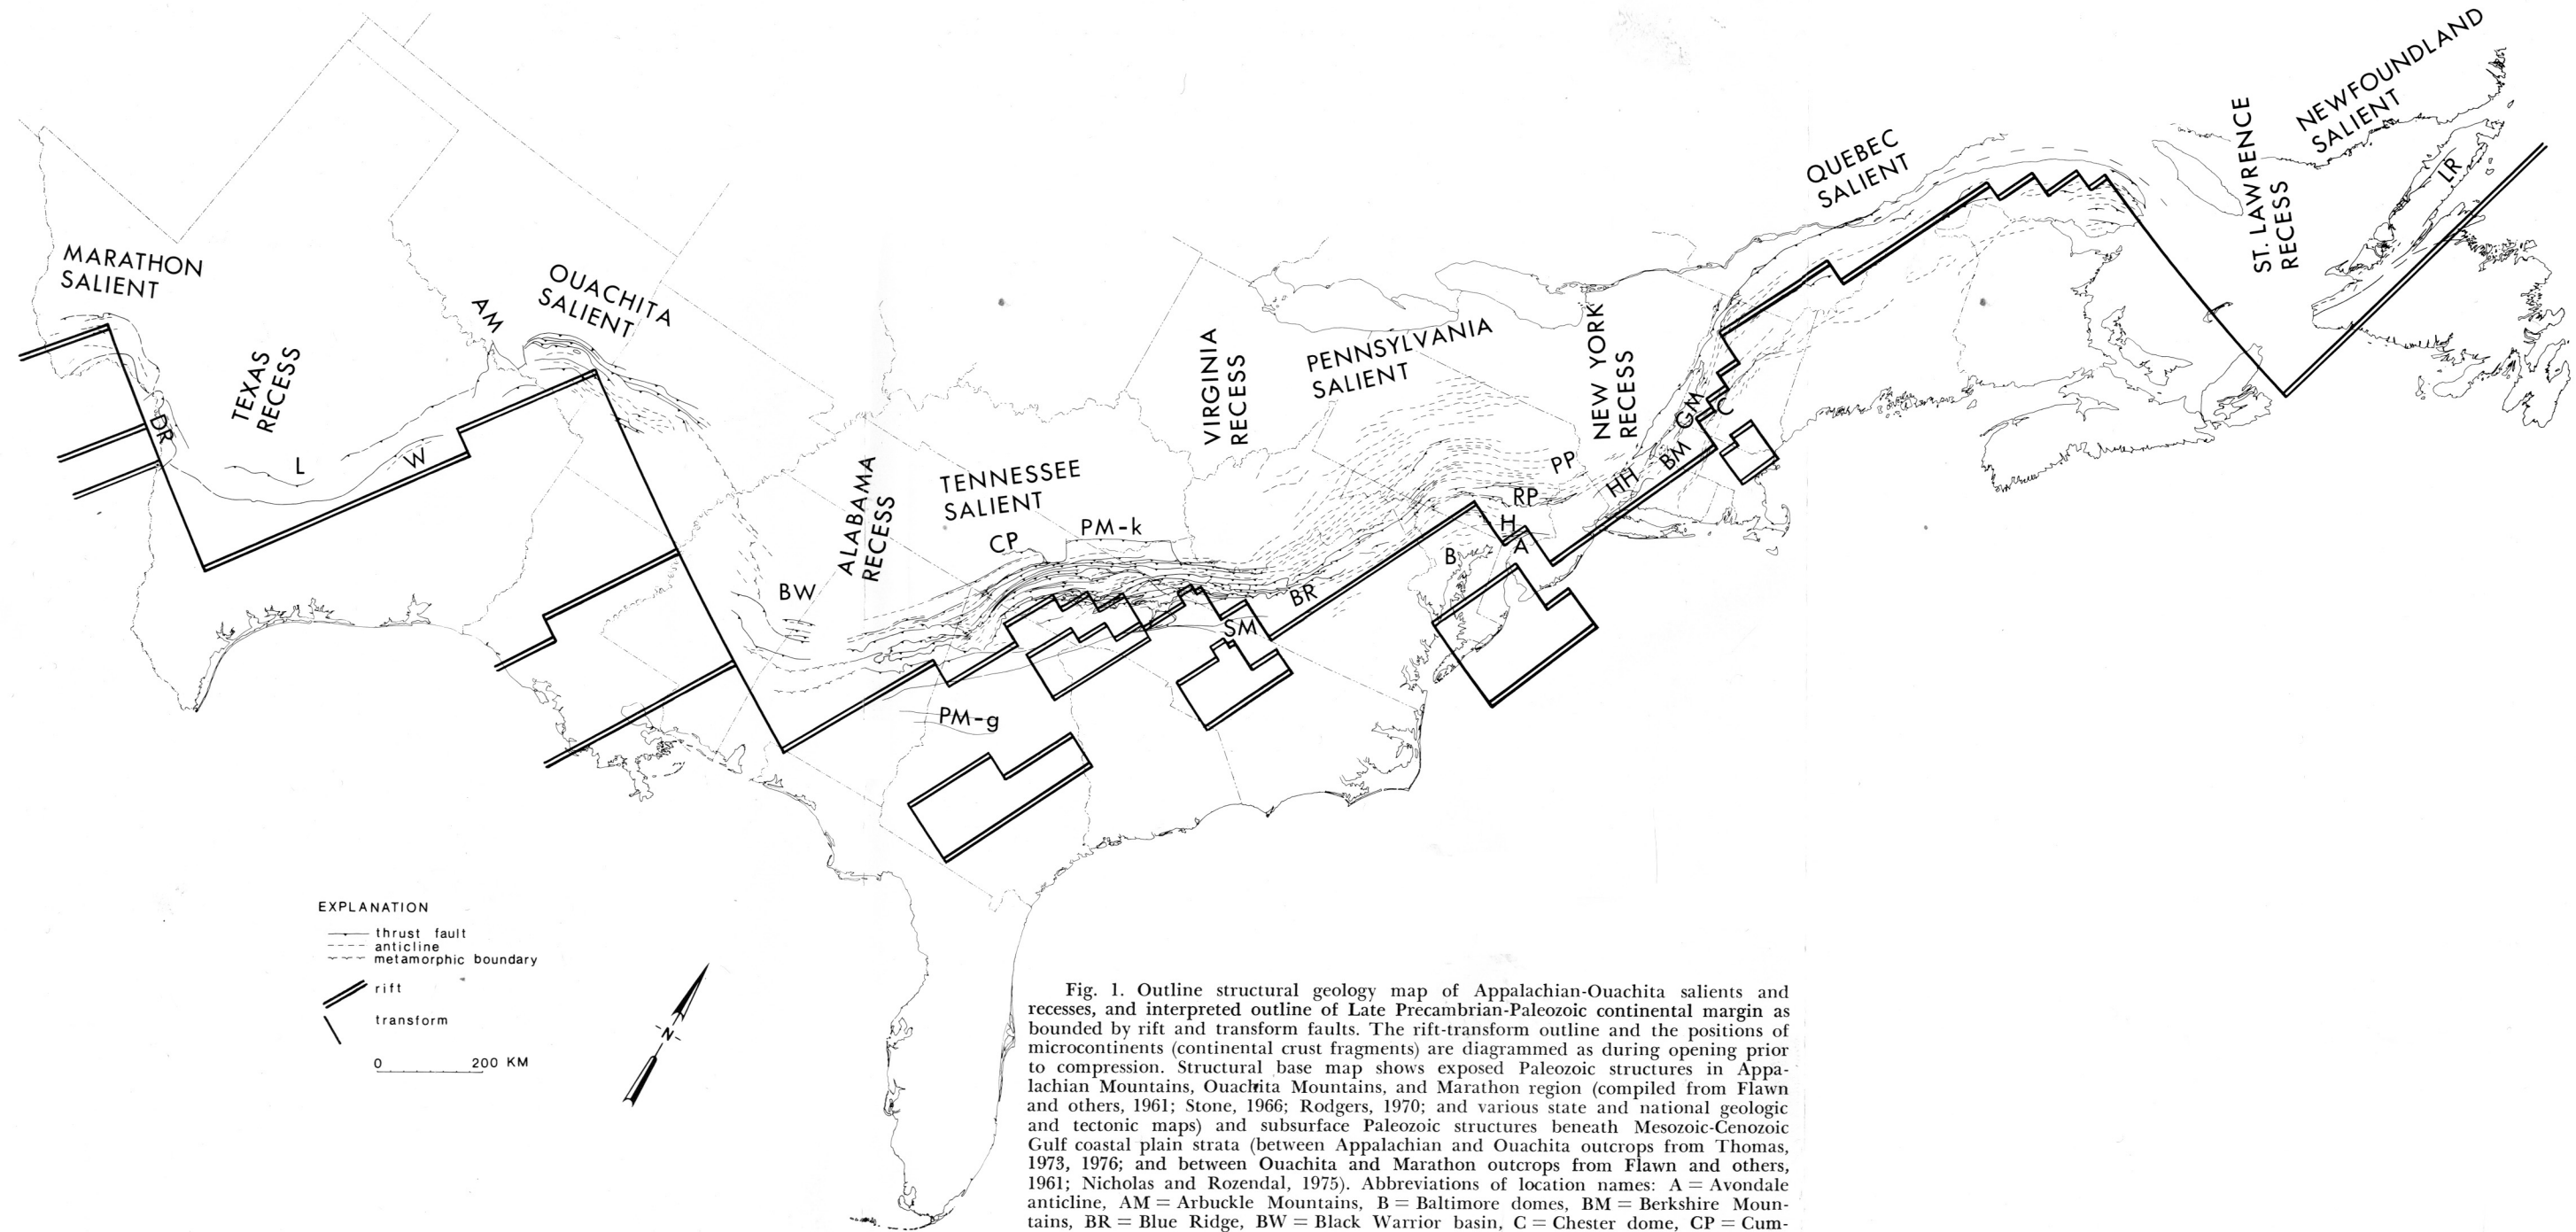 NEWFOUNDLAND
SALIENT
LR
ST. LAWRENCE
RECESS
QUEBEC
SALIENT
MARATHON
SALIENT
OUACHITA
SALIENT
AM
TEXAS
RECESS
DR
L
W
VIRGINIA
RECESS
PENNSYLVANIA
SALIENT
NEW YORK
RECESS
GM
C
BM
HH
PP
RP
H
A
B
ALABAMA
RECESS
TENNESSEE
SALIENT
CP
PM-k
BW
BR
SM
PM-g
EXPLANATION
thrust fault
anticline
metamorphic boundary
rift
transform
0 200 KM
-N-
Fig. 1. Outline structural geology map of Appalachian-Ouachita salients and
recesses, and interpreted outline of Late Precambrian-Paleozoic continental margin as
bounded by rift and transform faults. The rift-transform outline and the positions of
microcontinents (continental crust fragments) are diagrammed as during opening prior
to compression. Structural base map shows exposed Paleozoic structures in Appa-
lachian Mountains, Ouachita Mountains, and Marathon region (compiled from Flawn
and others, 1961; Stone, 1966; Rodgers, 1970; and various state and national geologic
and tectonic maps) and subsurface Paleozoic structures beneath Mesozoic-Cenozoic
Gulf coastal plain strata (between Appalachian and Ouachita outcrops from Thomas,
1973, 1976; and between Ouachita and Marathon outcrops from Flawn and others,
1961; Nicholas and Rozendal, 1975). Abbreviations of location names: A = Avondale
anticline, AM = Arbuckle Mountains, B = Baltimore domes, BM = Berkshire Moun-
tains, BR = Blue Ridge, BW = Black Warrior basin, C = Chester dome, CP = Cum-